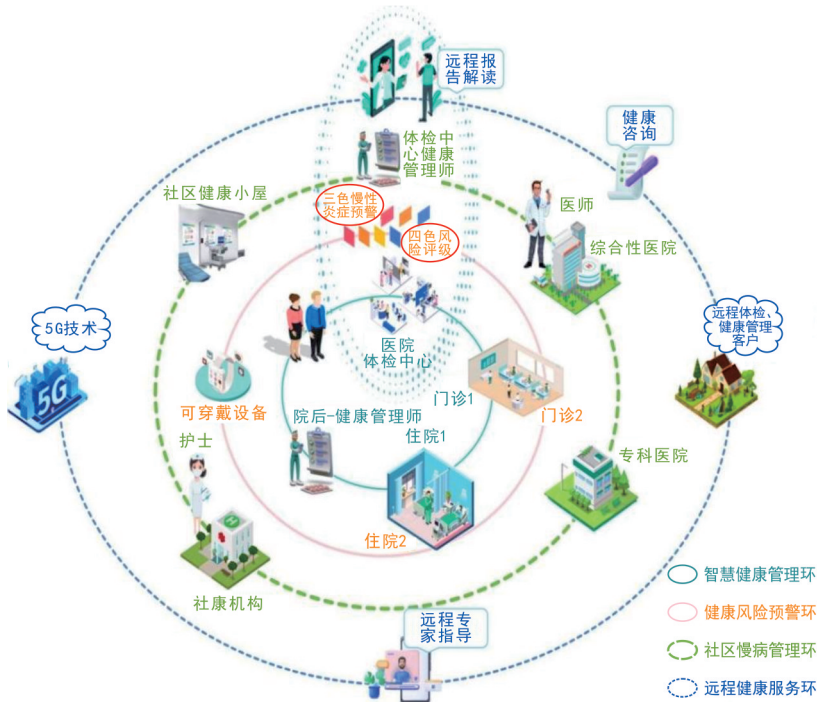 远程报
告解读
健康
咨询
体检中
心健康
管理师
社区健康小屋
三色慢性
炎症预警
医师
四色风
险评级
综合性医院
5G技术
远程体检、
健康管理
客户
医院
体检中心
5G
门诊1
可穿戴设备
院后-健康管理师
门诊2
住院1
护士
专科医院
H
住院2
智慧健康管理环
社康机构
健康风险预警环
远程专
家指导
社区慢病管理环
远程健康服务环